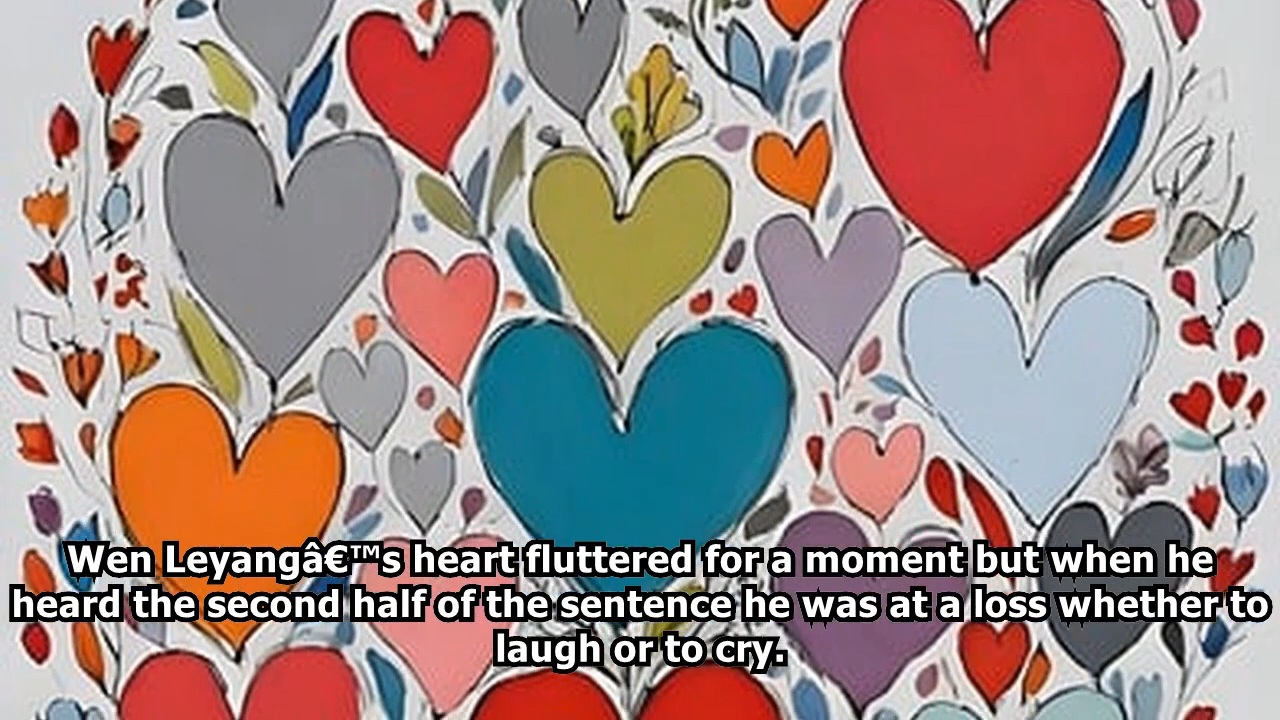 Wen Leyangâ€™s heart fluttered for a moment but when he
heard the second half of the sentence he was at a loss whether to
laugh or to cry.